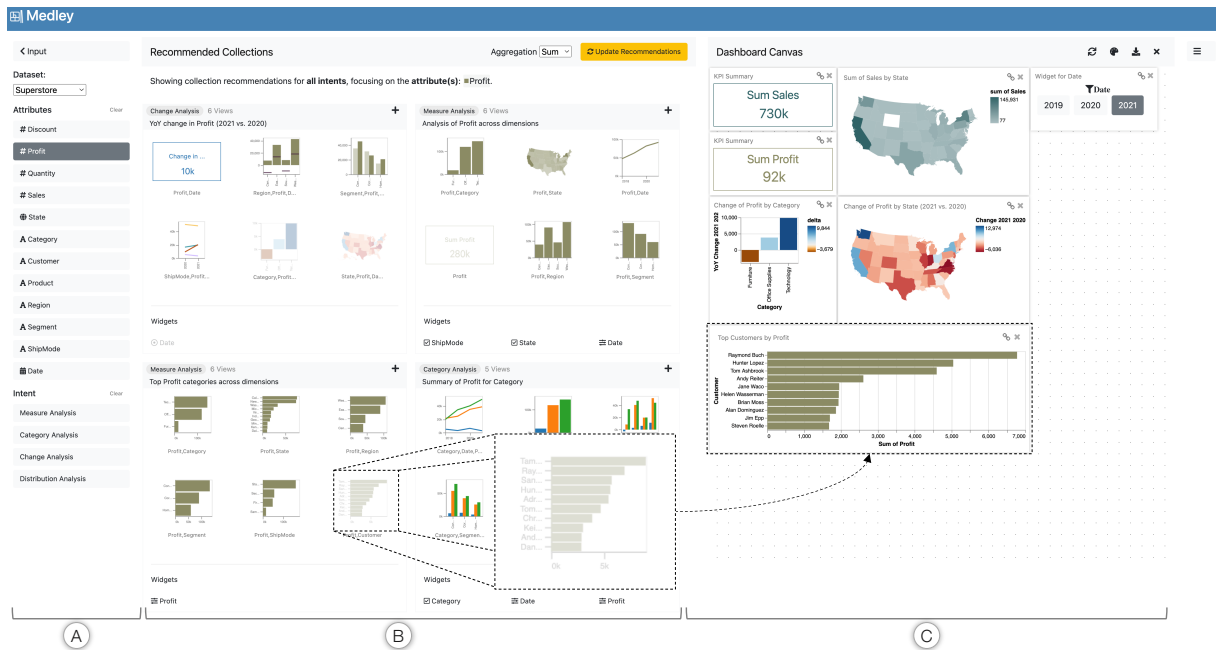 Medley
Input
Dataset:
Superstore
Attributes Clear
# Discount
# Profit
# Quantity
# Sales
State
A Category
A Customer
A Product
A Region
A Segment
A ShipMode
Date
Intent Clear
Measure Analysis
Category Analysis
Change Analysis
Distribution Analysis
A
Recommended Collections
Aggregation Sum
Update Recommendations
Showing collection recommendations for all intents, focusing on the attribute(s): Profit.
Change Analysis 6 Views +
YoY change in Profit (2021 vs. 2020)
Change in ...
10k
Profit,Date
Region,Profit,D...
Segment,Profit,...
ShipMode,Profit...
Category,Profit,...
State,Profit,Da...
Widgets
Date
Measure Analysis 6 Views +
Analysis of Profit across dimensions
Profit,Category
Profit,State
Profit,Date
Sum Profit
280k
Profit
Profit,Region
Profit,Segment
Widgets
ShipMode
State
Date
Measure Analysis 6 Views +
Top Profit categories across dimensions
Profit,Category
Profit,State
Profit,Region
Profit,Segment
Profit,ShipMode
Profit,Customer
Widgets
Profit
Category Analysis 5 Views +
Summary of Profit for Category
Category,Date,P...
Category,Segmen...
Tam...
Ray...
San...
Hun...
Adr...
Tom...
Chr...
Kei...
And...
Dan...
0k 5k
Widgets
Category
Date
Profit
B
Dashboard Canvas
KPI Summary
Sum Sales
730k
KPI Summary
Sum Profit
92k
Sum of Sales by State
sum of Sales
145,931
77
Widget for Date
Date
2019 2020 2021
Change of Profit by Category
YoY Change 2021 202
10,000
5,000
0
Furniture
Office Supplies
Technology
Category
delta
9,844
−3,679
Change of Profit by State (2021 vs. 2020)
Change 2021 2020
12,974
-6,036
Top Customers by Profit
Customer
Raymond Buch
Hunter Lopez
Tom Ashbrook
Andy Reiter
Jane Waco
Helen Wasserman
Brian Moss
Alan Dominguez
Jim Epp
Steven Roelle
0 1,000 2,000 3,000 4,000 5,000 6,000 7,000
Sum of Profit
C